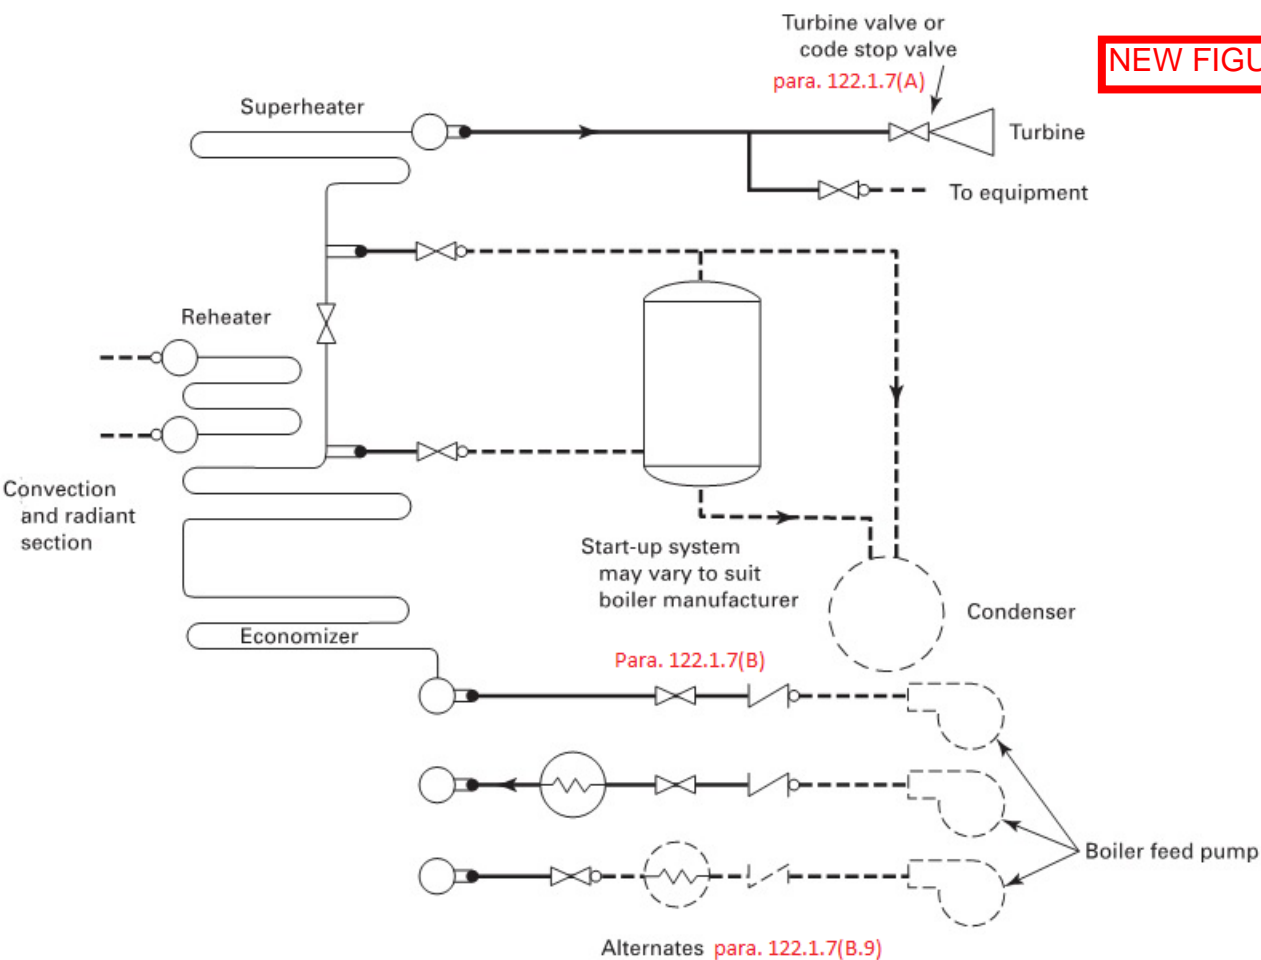 Turbine valve or
code stop valve
para. 122.1.7(A)
NEW
Superheater
Turbine
To equipment
Reheater
Convection
and radiant
section
Start-up system
may vary to suit
boiler manufacturer
Condenser
Economizer
Para. 122.1.7(B)
Boiler feed pump
Alternates para. 122.1.7(B.9)